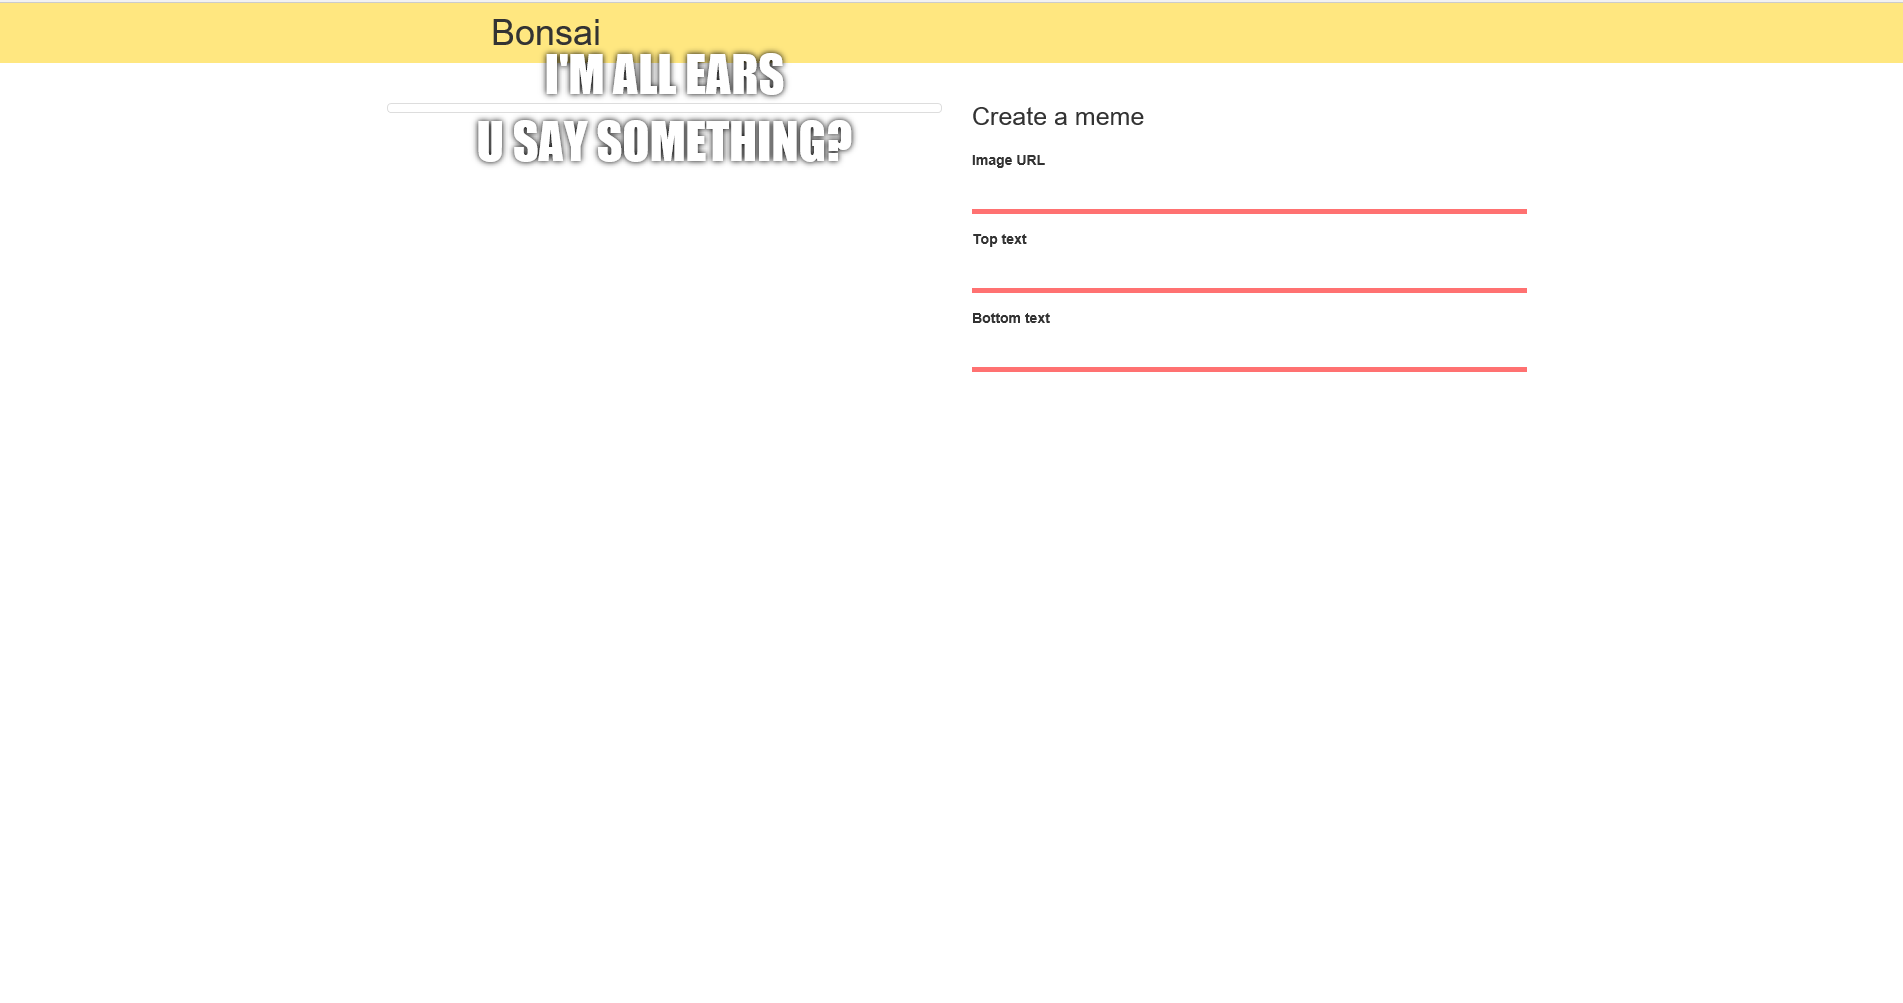 Bonsai
I'M ALL EARS
U SAY SOMETHING?
Create a meme
Image URL
Top text
Bottom text